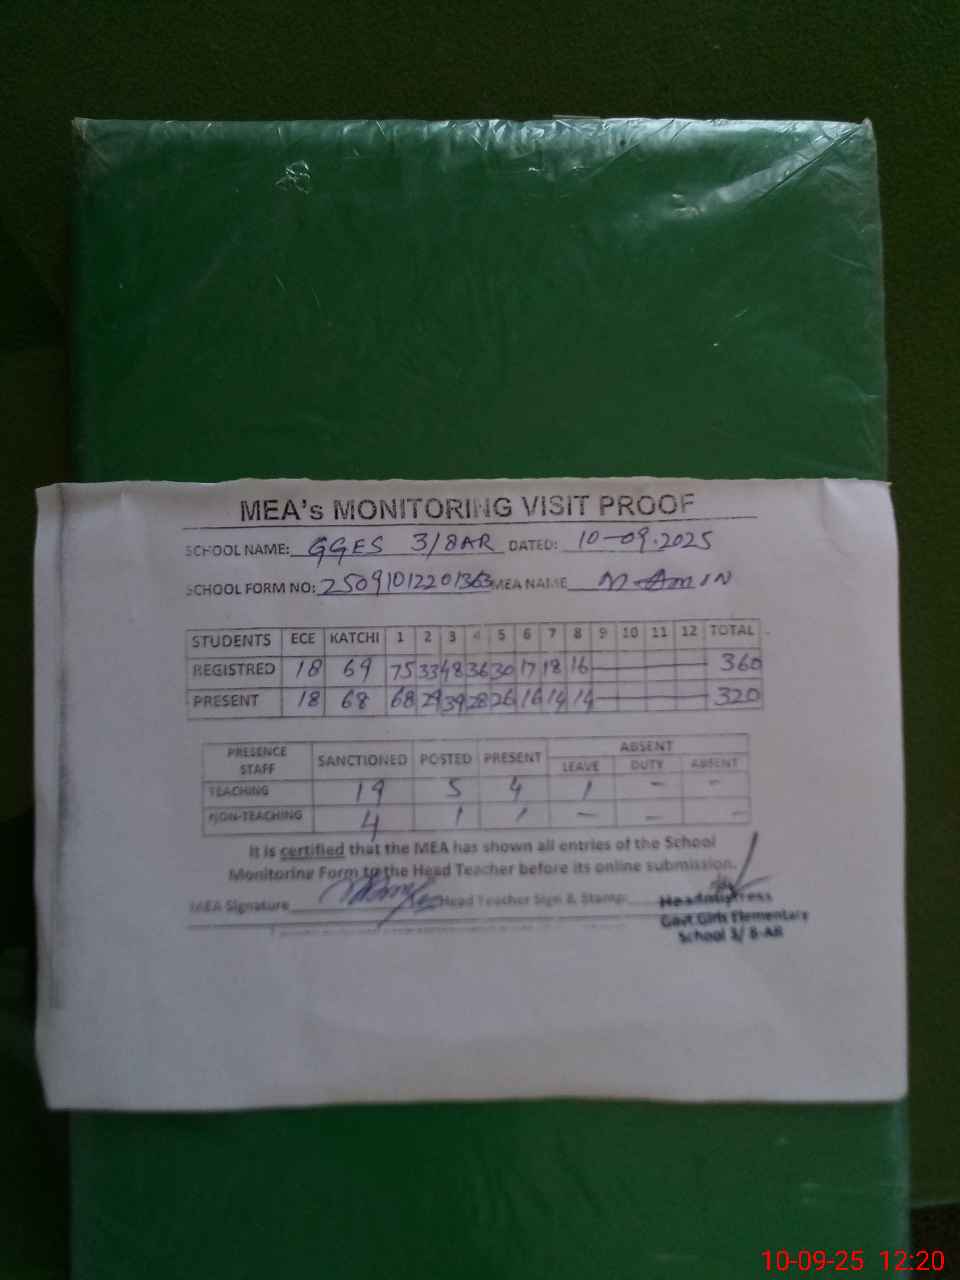 MEA's MONITORING VISIT PROOF
SCHOOL NAME: GGES 3/8AR DATED: 10-09.2025
SCHOOL FORM NO: 25091012201363 MEA NAME M Amin
STUDENTS ECE KATCHI 1 2 3 4 5 6 7 8 9 10 11 12 TOTAL
REGISTRED 18 69 75 33 48 36 30 17 18 16 360
PRESENT 18 68 68 29 39 28 26 16 14 14 320
PRESENCE STAFF SANCTIONED POSTED PRESENT ABSENT
LEAVE DUTY ABSENT
TEACHING 19 5 4 1 - -
NON-TEACHING 4 1 1 - - -
It is certified that the MEA has shown all entries of the School
Monitoring Form to the Head Teacher before its online submission.
MEA Signature Head Teacher Sign & Stamp:
Headmistress
Govt.Girls Elementary
School 3/ 8-AR
10-09-25 12:20